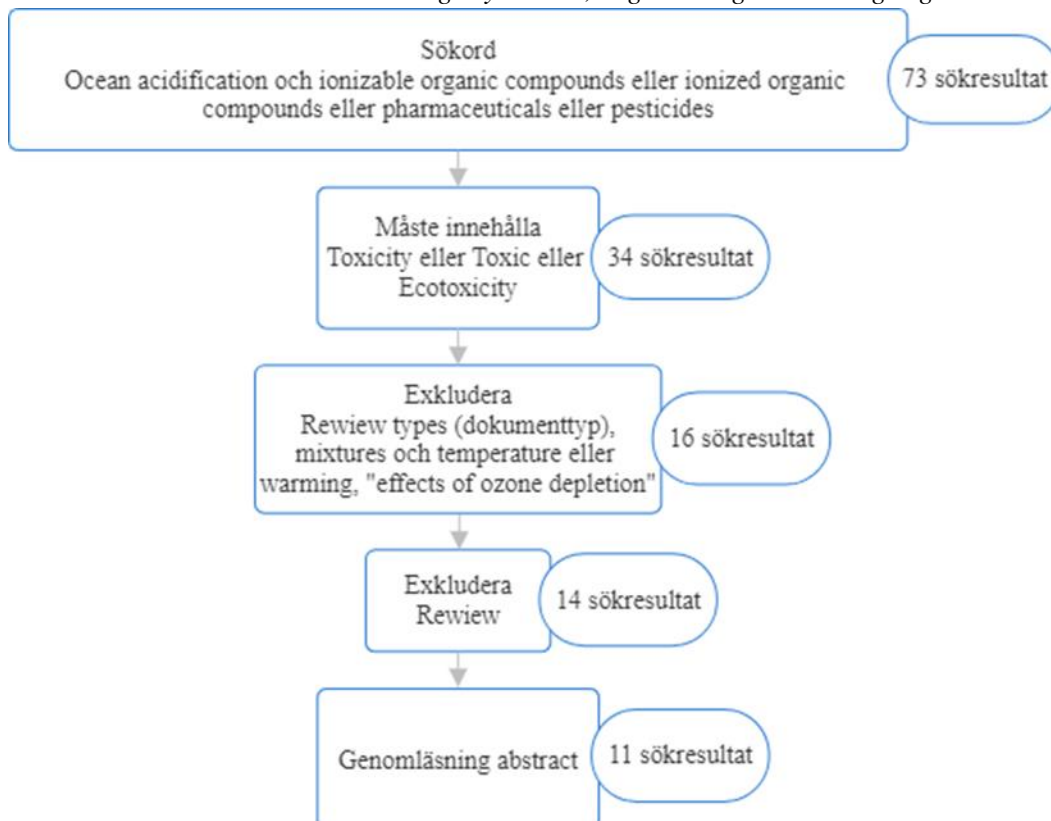 Sökord
Ocean acidification och ionizable organic compounds eller ionized organic
compounds eller pharmaceuticals eller pesticides
73 sökresultat
Måste innehålla
Toxicity eller Toxic eller
Ecotoxicity
34 sökresultat
Exkludera
Rewiew types (dokumenttyp),
mixtures och temperature eller
warming, "effects of ozone depletion"
16 sökresultat
Exkludera
Rewiew
14 sökresultat
Genomläsning abstract
11 sökresultat